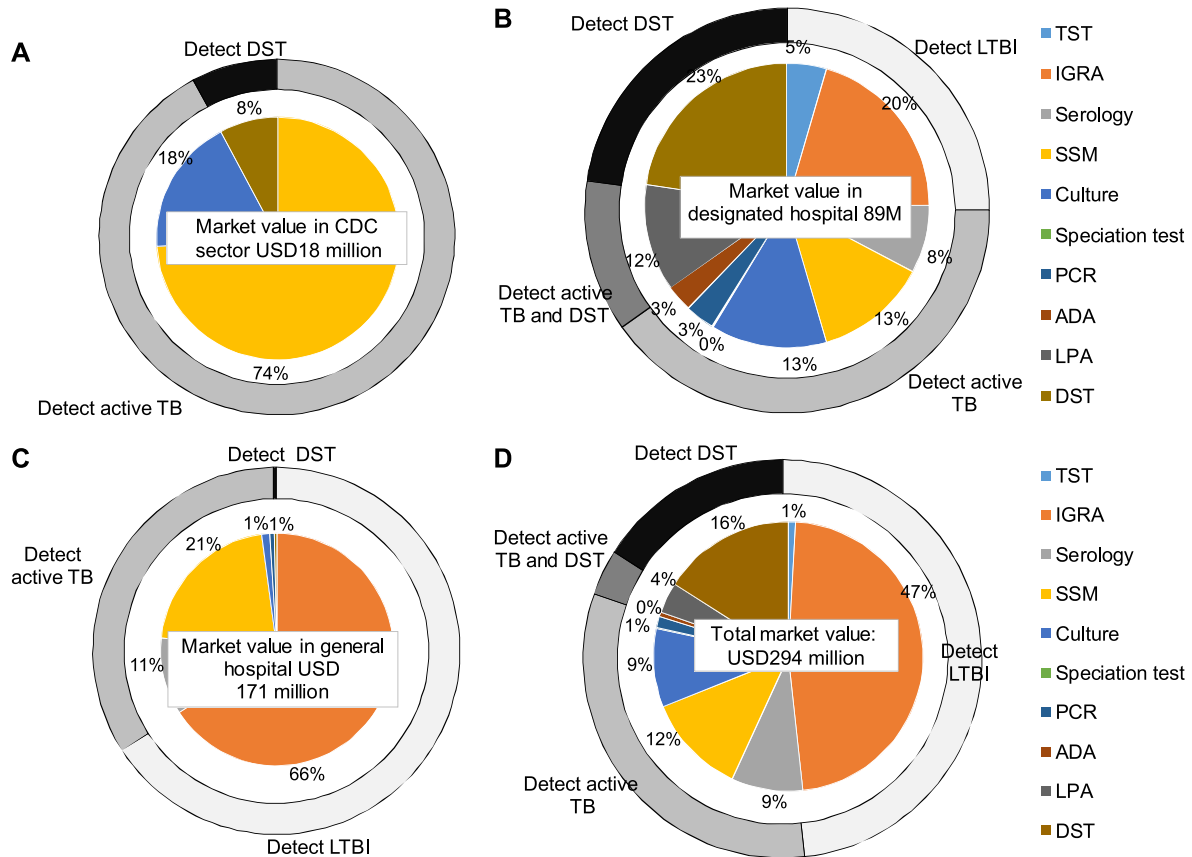 A
Detect DST
8%
18%
Market value in CDC
sector USD18 million
74%
Detect active TB
B
Detect DST
5%
Detect LTBI
23%
20%
Market value in
designated hospital 89M
12%
8%
Detect active
TB and DST
3%
13%
3%
0%
13%
Detect active
TB
TST
IGRA
Serology
SSM
Culture
Speciation test
PCR
ADA
LPA
DST
C
Detect DST
1%
1%
21%
Detect
active TB
Market value in general
hospital USD
171 million
11%
66%
Detect LTBI
D
Detect DST
1%
16%
Detect active
TB and DST
4%
47%
0%
1%
Total market value:
USD294 million
9%
Detect
LTBI
12%
Detect active
TB
9%
TST
IGRA
Serology
SSM
Culture
Speciation test
PCR
ADA
LPA
DST